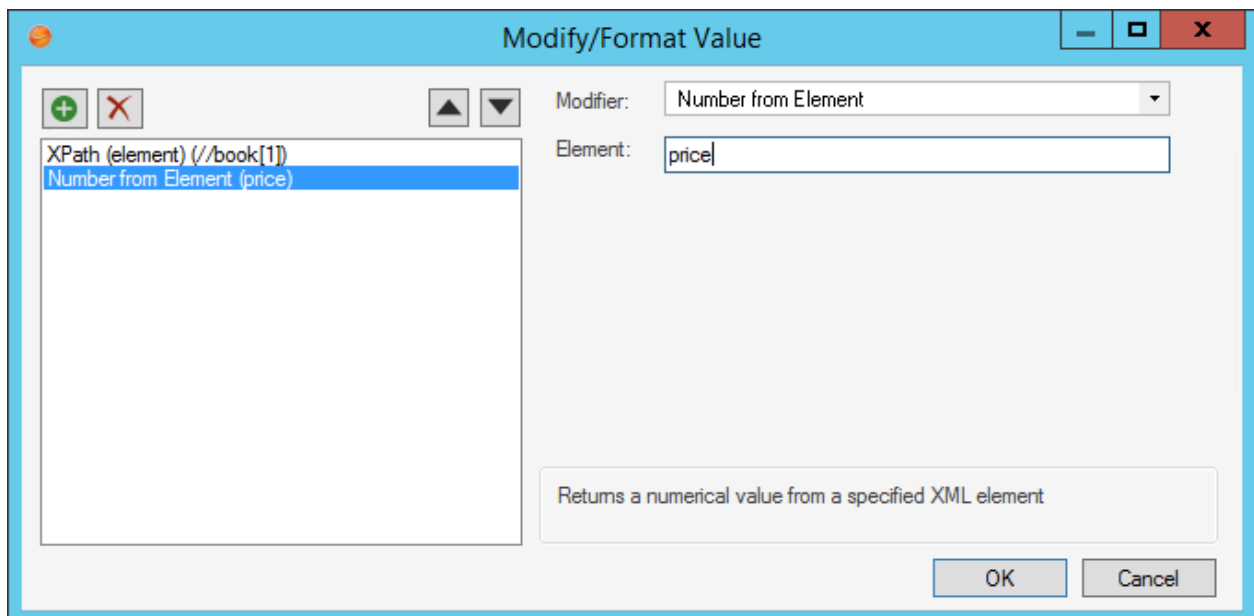 Modify/Format Value
XPath (element) (//book[1])
Number from Element (price)
Modifier: Number from Element
Element: price
Returns a numerical value from a specified XML element
OK Cancel